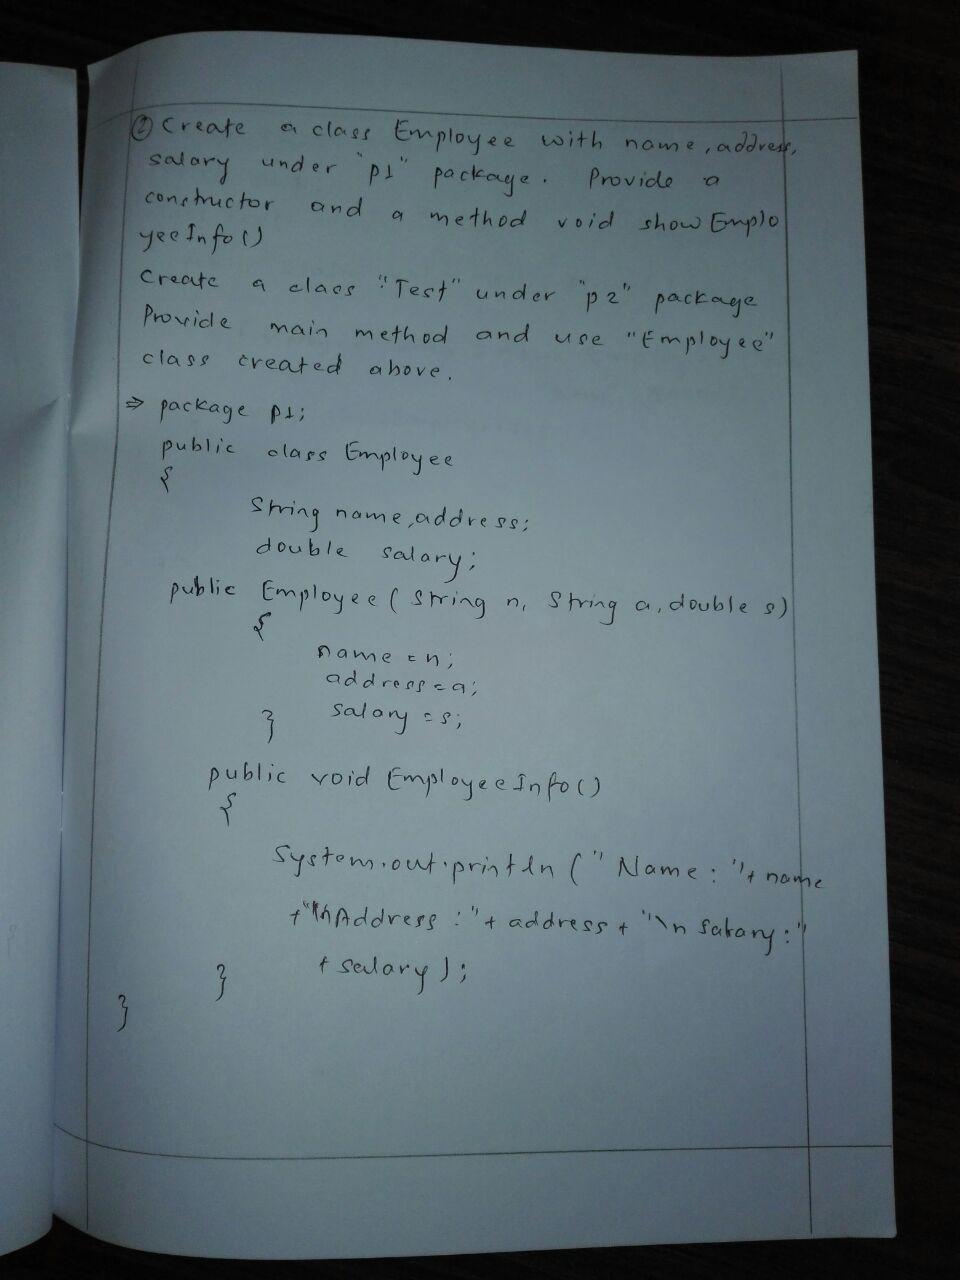 ② Create a class Employee with name, address,
salary under "p1" package. Provide a
constructor and a method void show Emplo
yeeInfo()
Create a class "Test" under "p2" package
Provide main method and use "Employee"
class created above.
⇒ package p1;
public class Employee
{
String name, address;
double salary;
public Employee ( String n, String a, double s)
{
name = n;
address = a;
salary = s;
}
public void EmployeeInfo()
{
System.out.println (" Name : "+ name
+"\nAddress :"+ address + "\n Salary :"
+ salary );
}
}